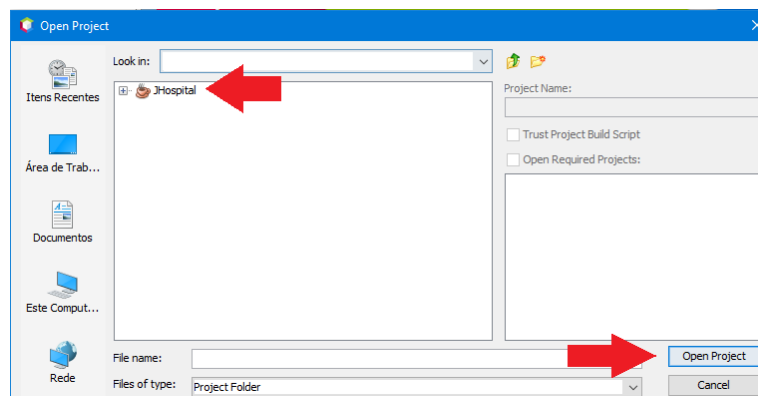 Open Project
Look in:
Itens Recentes
JHospital
Project Name:
Trust Project Build Script
Open Required Projects:
Área de Trab...
Documentos
Este Comput...
Rede
File name:
Open Project
Files of type:
Project Folder
Cancel